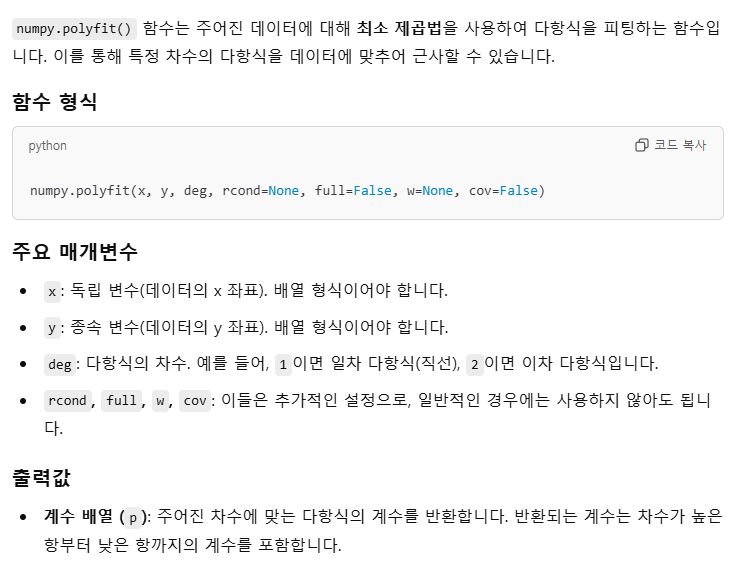 numpy.polyfit() 함수는 주어진 데이터에 대해 최소 제곱법을 사용하여 다항식을 피팅하는 함수입
니다. 이를 통해 특정 차수의 다항식을 데이터에 맞추어 근사할 수 있습니다.
함수 형식
python
코드 복사
numpy.polyfit(x, y, deg, rcond=None, full=False, w=None, cov=False)
주요 매개변수
• x: 독립 변수(데이터의 x 좌표). 배열 형식이어야 합니다.
• y: 종속 변수(데이터의 y 좌표). 배열 형식이어야 합니다.
• deg: 다항식의 차수. 예를 들어, 1이면 일차 다항식(직선), 2이면 이차 다항식입니다.
• rcond, full, w, cov: 이들은 추가적인 설정으로, 일반적인 경우에는 사용하지 않아도 됩니
다.
출력값
• 계수 배열 (p): 주어진 차수에 맞는 다항식의 계수를 반환합니다. 반환되는 계수는 차수가 높은
항부터 낮은 항까지의 계수를 포함합니다.